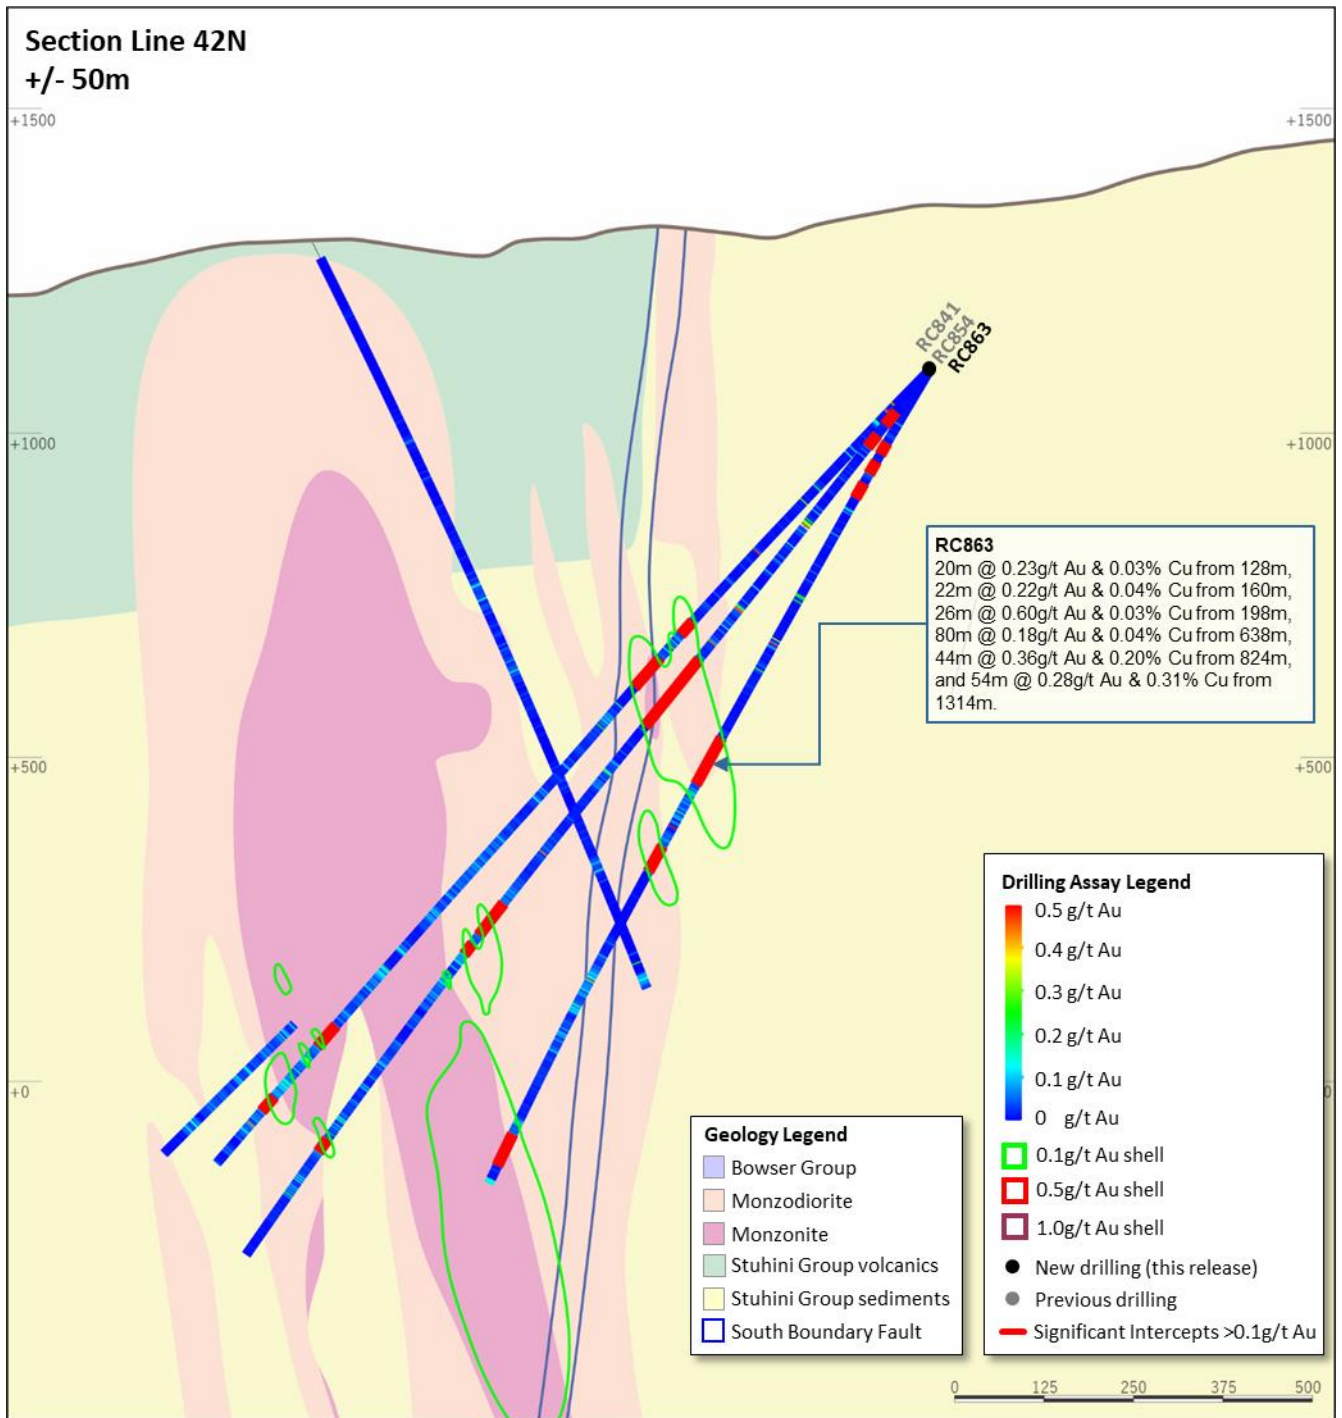 Section Line 42N
+/- 50m
+1500
+1500
RC841
RC854
RC863
+1000
+1000
RC863
20m @ 0.23g/t Au & 0.03% Cu from 128m,
22m @ 0.22g/t Au & 0.04% Cu from 160m,
26m @ 0.60g/t Au & 0.03% Cu from 198m,
80m @ 0.18g/t Au & 0.04% Cu from 638m,
44m @ 0.36g/t Au & 0.20% Cu from 824m,
and 54m @ 0.28g/t Au & 0.31% Cu from
1314m.
+500
+500
+0
0
Drilling Assay Legend
0.5 g/t Au
0.4 g/t Au
0.3 g/t Au
0.2 g/t Au
0.1 g/t Au
0 g/t Au
0.1g/t Au shell
0.5g/t Au shell
1.0g/t Au shell
New drilling (this release)
Previous drilling
Significant Intercepts >0.1g/t Au
Geology Legend
Bowser Group
Monzodiorite
Monzonite
Stuhini Group volcanics
Stuhini Group sediments
South Boundary Fault
0 125 250 375 500